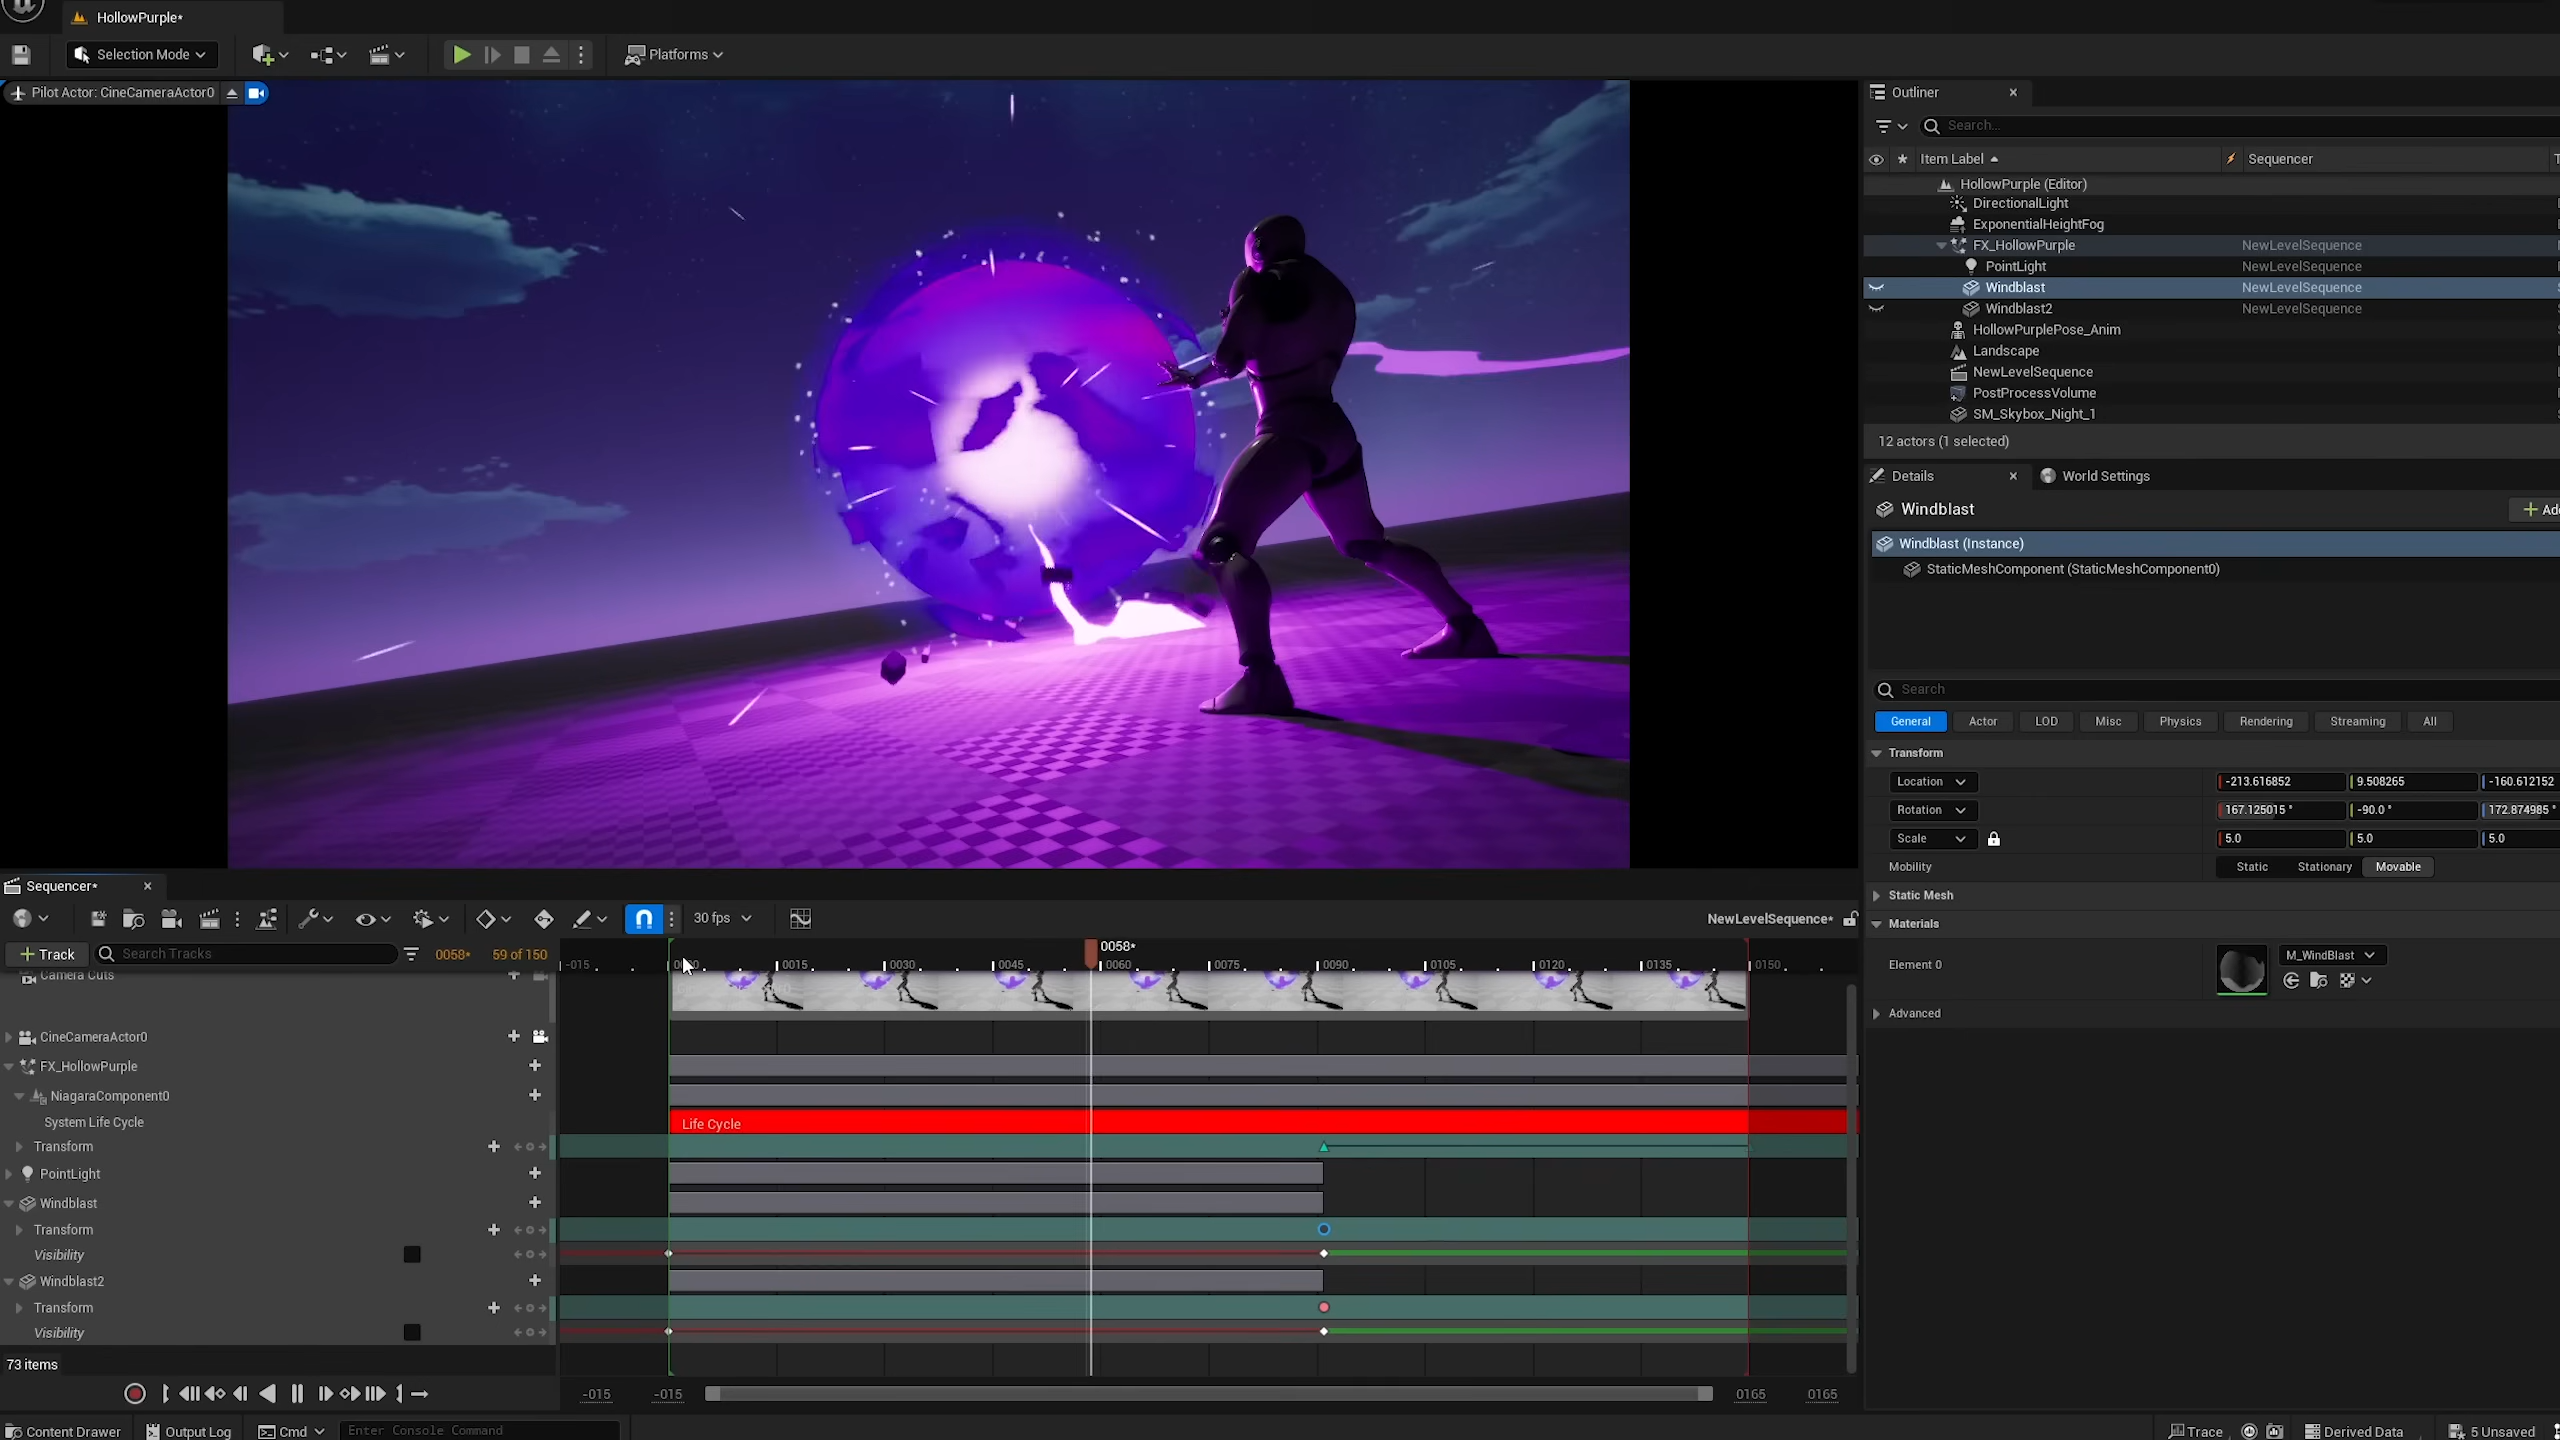 HollowPurple*
Selection Mode
Platforms
Pilot Actor: CineCameraActor0
Outliner
Search...
Item Label
Sequencer
HollowPurple (Editor)
DirectionalLight
ExponentialHeightFog
FX_HollowPurple NewLevelSequence
PointLight NewLevelSequence
Windblast NewLevelSequence
Windblast2 NewLevelSequence
HollowPurplePose_Anim
Landscape
NewLevelSequence
PostProcessVolume
SM_Skybox_Night_1
12 actors (1 selected)
Details
World Settings
Windblast
Windblast (Instance)
StaticMeshComponent (StaticMeshComponent0)
Search
General Actor LOD Misc Physics Rendering Streaming All
Transform
Location -213.616852 9.508265 -160.612152
Rotation 167.125015 ° -90.0 ° 172.874985 °
Scale 5.0 5.0 5.0
Mobility Static Stationary Movable
Static Mesh
Materials
Element 0 M_WindBlast
Advanced
Sequencer*
30 fps
NewLevelSequence*
Track
Search Tracks
0058* 59 of 150
0058*
-015 0015 0030 0045 0060 0075 0090 0105 0120 0135 0150
Camera Cuts
CineCameraActor0
FX_HollowPurple
NiagaraComponent0
System Life Cycle
Life Cycle
Transform
PointLight
Windblast
Transform
Visibility
Windblast2
Transform
Visibility
73 items
-015 -015 0165 0165
Content Drawer
Output Log
Cmd
Enter Console Command
Trace
Derived Data
5 Unsaved